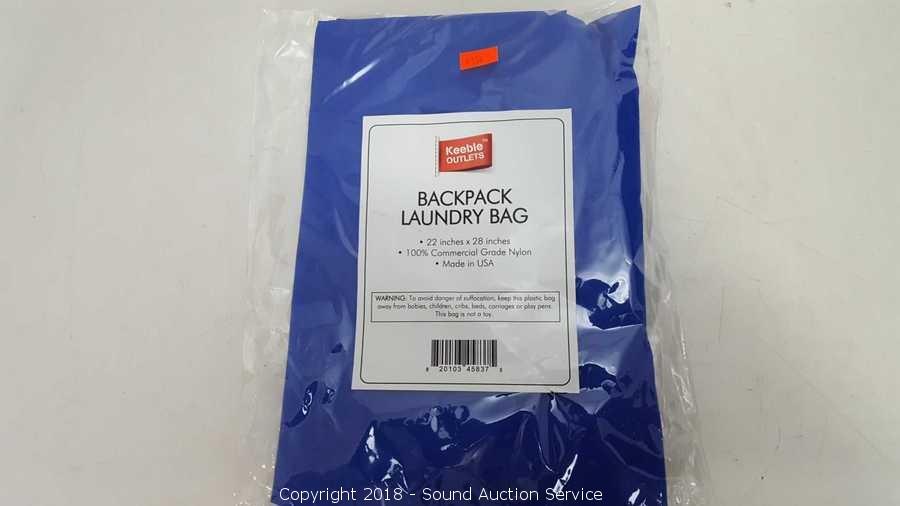 Keeble™
OUTLETS
BACKPACK
LAUNDRY BAG
• 22 inches x 28 inches
• 100% Commercial Grade Nylon
• Made in USA
WARNING: To avoid danger of suffocation, keep this plastic bag
away from babies, children, cribs, beds, carriages or play pens.
This bag is not a toy.
8 20103 45837 8
Copyright 2018 - Sound Auction Service